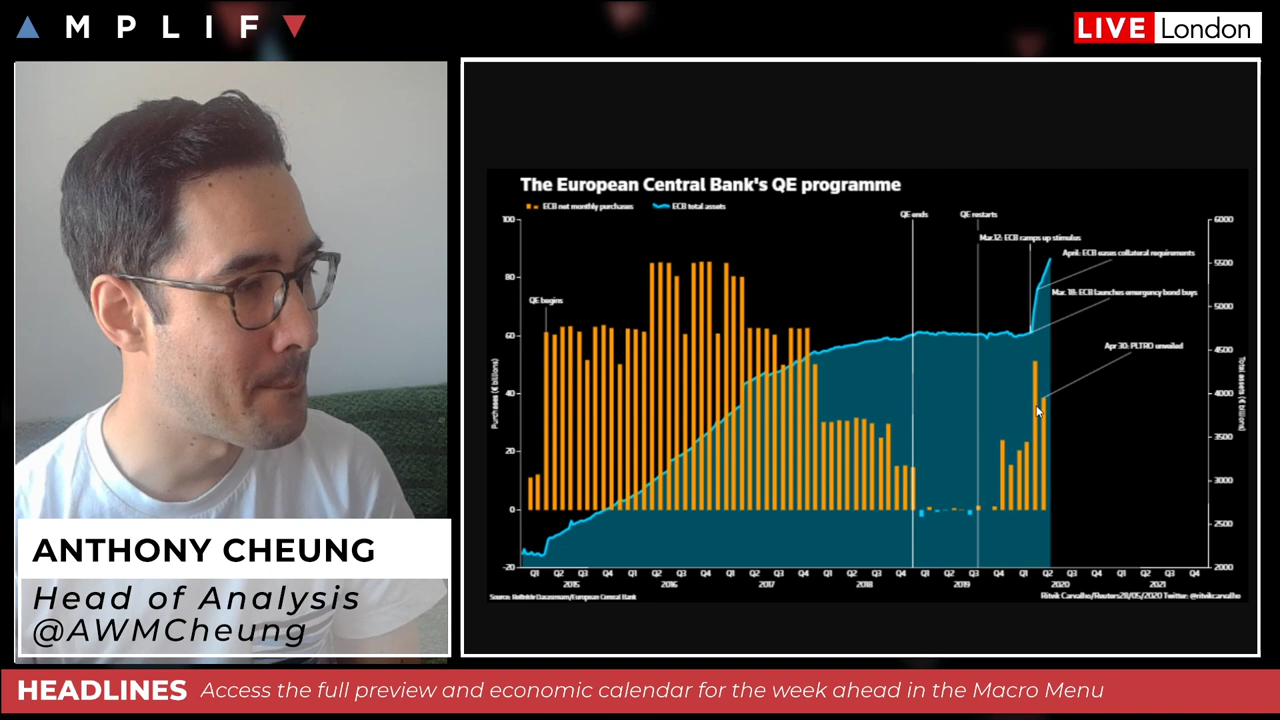 AMPLIFY
LIVE London
The European Central Bank's QE programme
ECB net monthly purchases
ECB total assets
QE ends
QE restarts
Mar.12: ECB ramps up stimulus
April: ECB eases collateral requirements
Mar. 18: ECB launches emergency bond buys
Apr 30: PLTRO unveiled
QE begins
100
80
60
40
20
0
-20
Purchases (€ billions)
6000
5500
5000
4500
4000
3500
3000
2500
2000
Total assets (€ billions)
Q1 Q2 Q3 Q4 Q1 Q2 Q3 Q4 Q1 Q2 Q3 Q4 Q1 Q2 Q3 Q4 Q1 Q2 Q3 Q4 Q1 Q2 Q3 Q4 Q1 Q2 Q3 Q4
2015 2016 2017 2018 2019 2020 2021
Source: Refinitiv Datastream/European Central Bank
Ritvik Carvalho/Reuters28/05/2020 Twitter: @ritvikcarvalho
ANTHONY CHEUNG
Head of Analysis
@AWMCheung
HEADLINES Access the full preview and economic calendar for the week ahead in the Macro Menu